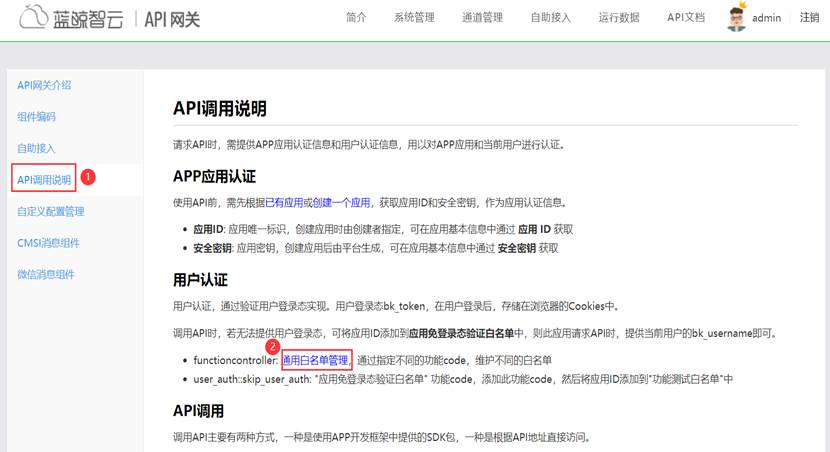 蓝鲸智云 | API 网关
简介 系统管理 通道管理 自助接入 运行数据 API文档 admin 注销
API网关介绍
组件编码
自助接入
API调用说明 1
自定义配置管理
CMSI消息组件
微信消息组件
API调用说明
请求API时，需提供APP应用认证信息和用户认证信息，用以对APP应用和当前用户进行认证。
APP应用认证
使用API前，需先根据已有应用或创建一个应用，获取应用ID和安全密钥，作为应用认证信息。
应用ID: 应用唯一标识，创建应用时由创建者指定，可在应用基本信息中通过 应用 ID 获取
安全密钥: 应用密钥，创建应用后由平台生成，可在应用基本信息中通过 安全密钥 获取
用户认证
用户认证，通过验证用户登录态实现。用户登录态bk_token，在用户登录后，存储在浏览器的Cookies中。
调用API时，若无法提供用户登录态，可将应用ID添加到应用免登录态验证白名单中，则此应用请求API时，提供当前用户的bk_username即可。
2
functioncontroller: 通用白名单管理，通过指定不同的功能code，维护不同的白名单
user_auth::skip_user_auth: "应用免登录态验证白名单" 功能code，添加此功能code，然后将应用ID添加到"功能测试白名单"中
API调用
调用API主要有两种方式，一种是使用APP开发框架中提供的SDK包，一种是根据API地址直接访问。